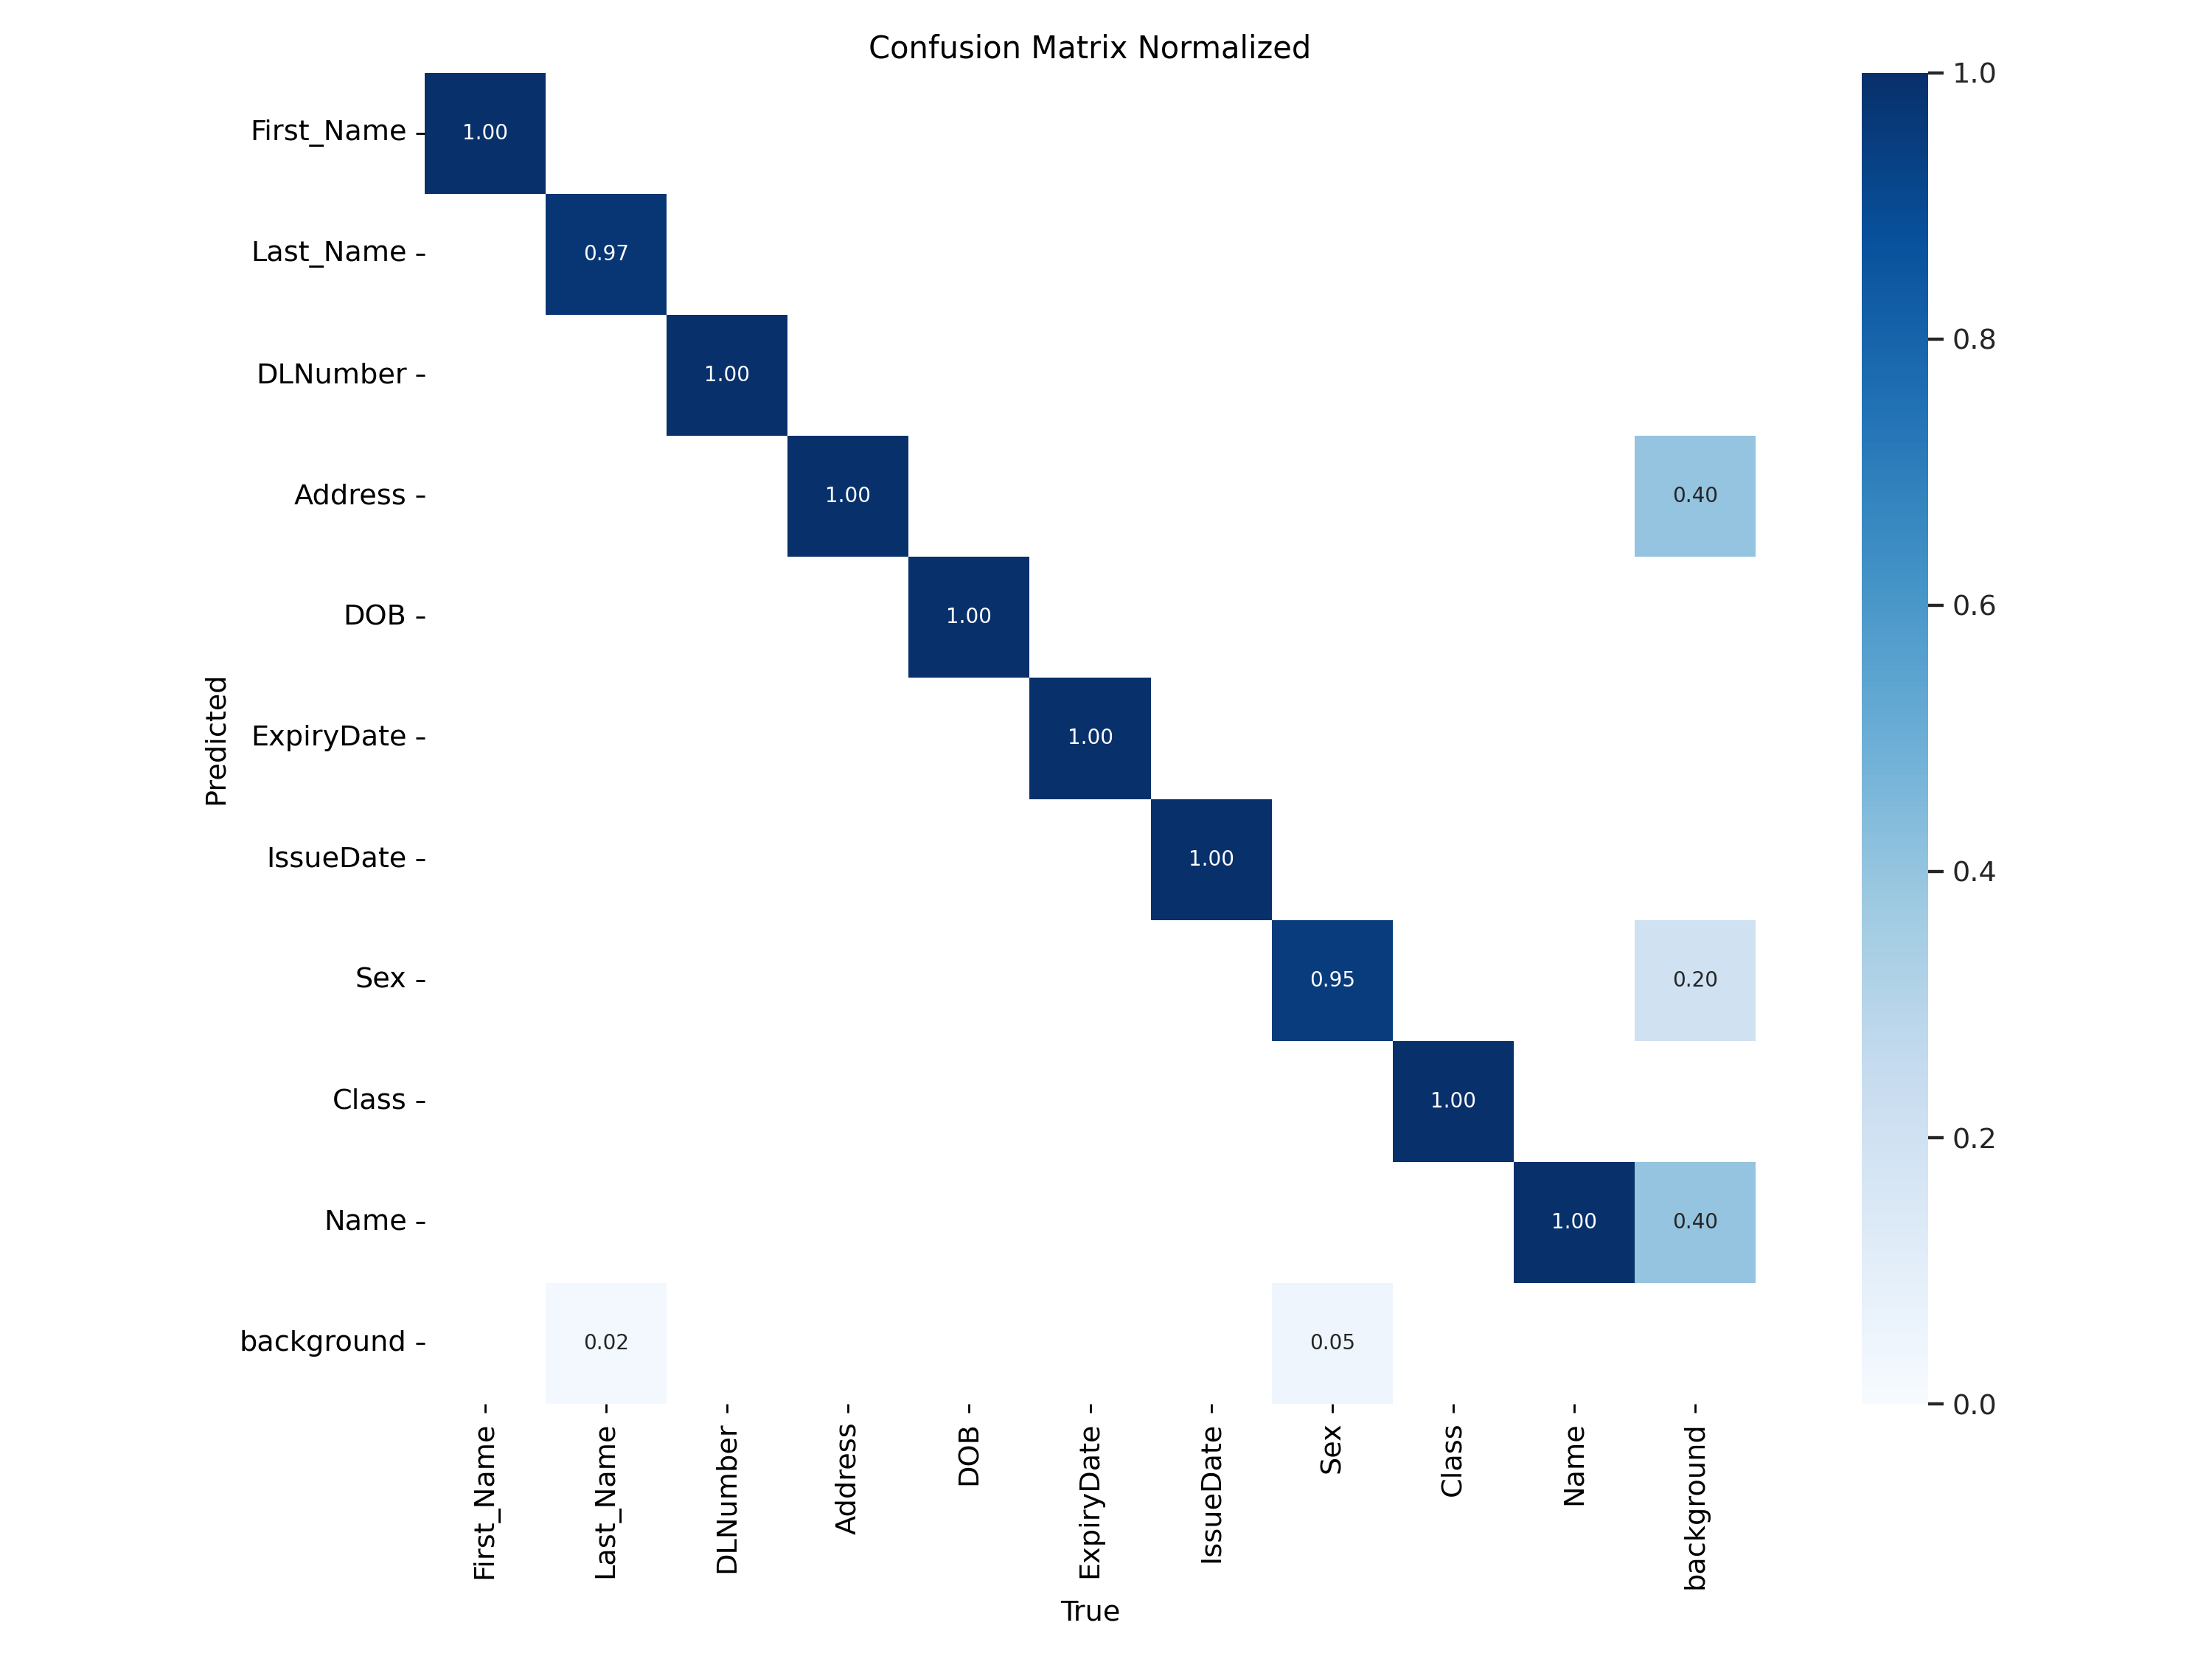 Confusion Matrix Normalized
First_Name
1.00
Last_Name
0.97
DLNumber
1.00
Address
1.00
0.40
DOB
1.00
ExpiryDate
1.00
IssueDate
1.00
Sex
0.95
0.20
Class
1.00
Name
1.00
0.40
background
0.02
0.05
Predicted
First_Name
Last_Name
DLNumber
Address
DOB
ExpiryDate
IssueDate
Sex
Class
Name
background
True
1.0
0.8
0.6
0.4
0.2
0.0